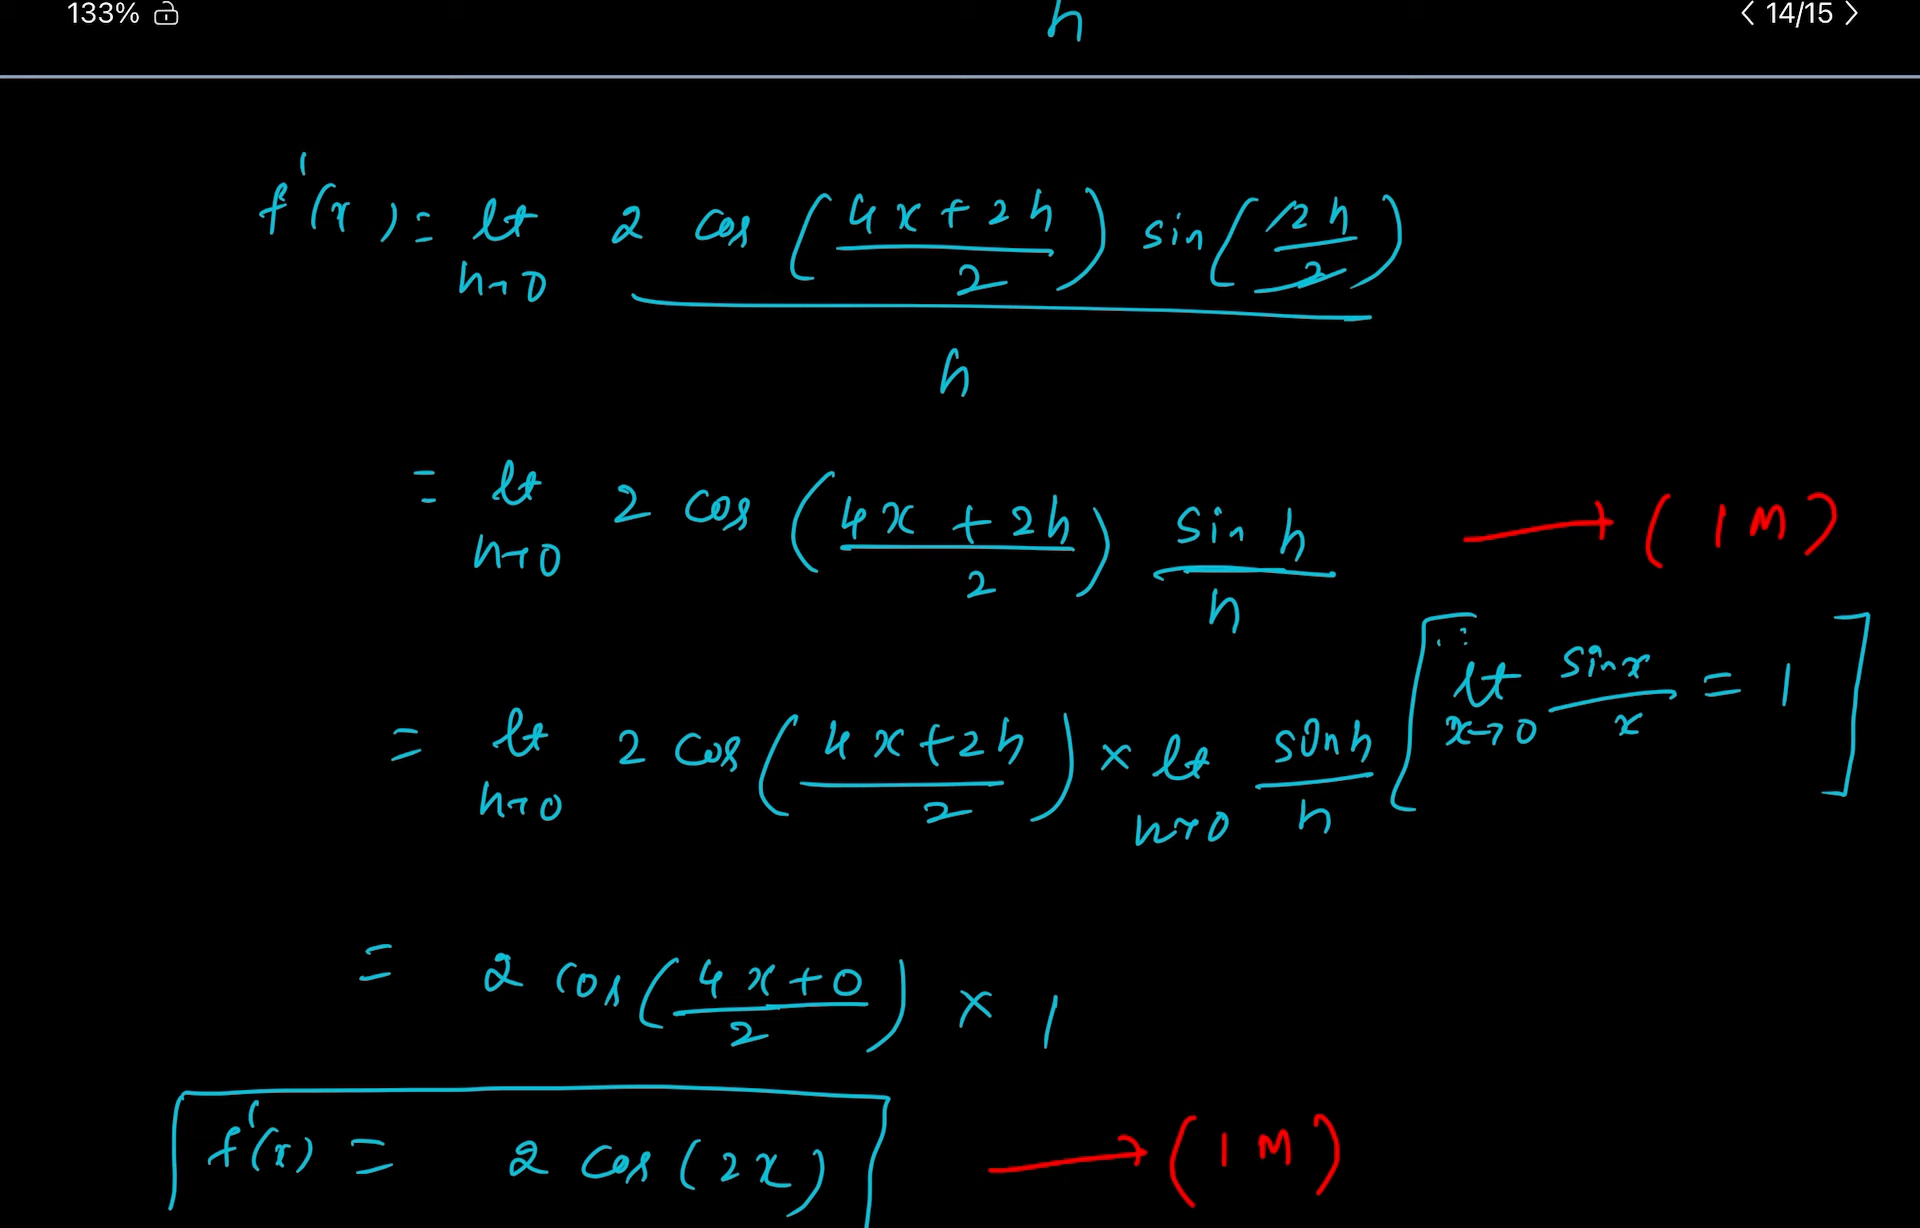 133% < 14/15 >
h
f'(x) = lt h→0 2 cos((4x+2h)/2) sin(2h/2) / h
= lt h→0 2 cos((4x+2h)/2) sin h / h → (1M)
= lt h→0 2 cos((4x+2h)/2) × lt h→0 sin h / h [∵ lt x→0 sin x / x = 1]
= 2 cos((4x+0)/2) × 1
f'(x) = 2 cos(2x) → (1M)